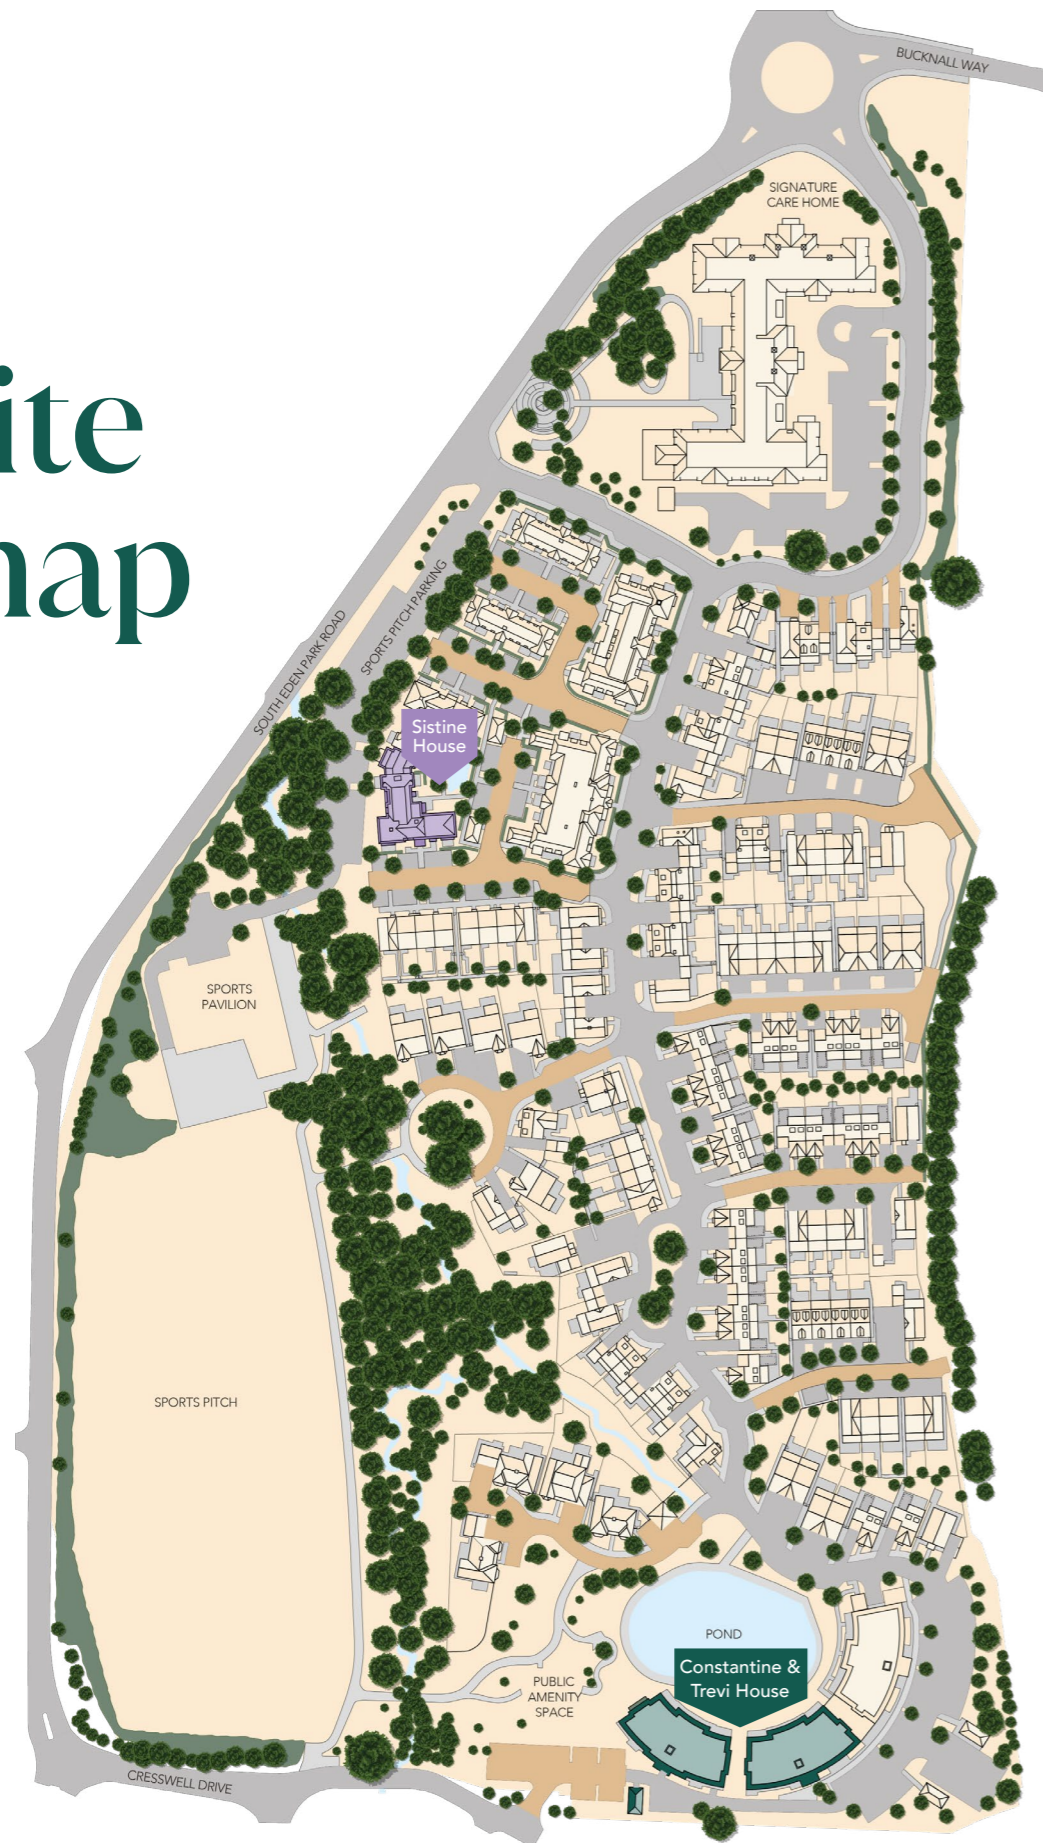 BUCKNALL WAY
SIGNATURE
CARE HOME
ite
nap
SPORTS PITCH PARKING
SOUTH EDEN PARK ROAD
Sistine
House
SPORTS
PAVILION
SPORTS PITCH
POND
Constantine &
Trevi House
PUBLIC
AMENITY
SPACE
CRESSWELL DRIVE